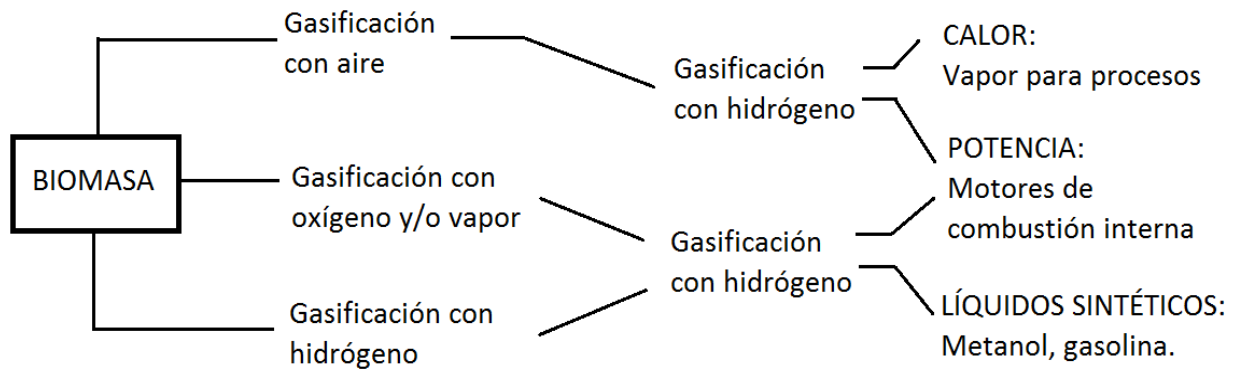 BIOMASA
Gasificación
con aire
Gasificación con
oxígeno y/o vapor
Gasificación con
hidrógeno
Gasificación
con hidrógeno
Gasificación
con hidrógeno
CALOR:
Vapor para procesos
POTENCIA:
Motores de
combustión interna
LÍQUIDOS SINTÉTICOS:
Metanol, gasolina.